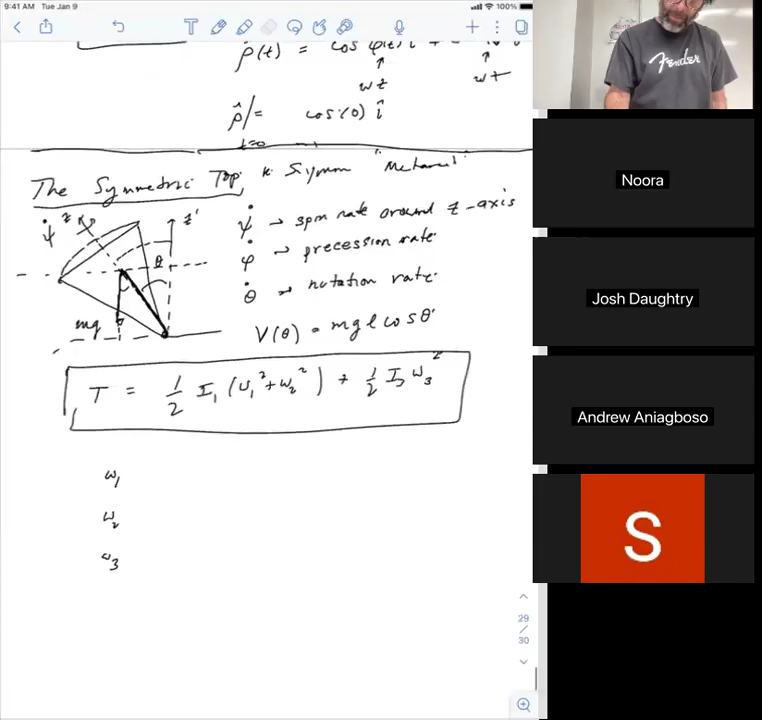 9:41 AM Tue Jan 9
100%
ρ̂(t) = cos φ(t) î +
ωt
ωt
ρ̂|= cos(0) î
t=0
The Symmetric Top
ψ̇ → spin rate around z-axis
φ̇ → precession rate
θ̇ → nutation rate
ψ̇ z z'
θ
mg
V(θ) = mgl cos θ
T = 1/2 I₁ (ω₁² + ω₂²) + 1/2 I₃ ω₃²
ω₁
ω₂
ω₃
29
/
30
Fender
Noora
Josh Daughtry
Andrew Aniagboso
S